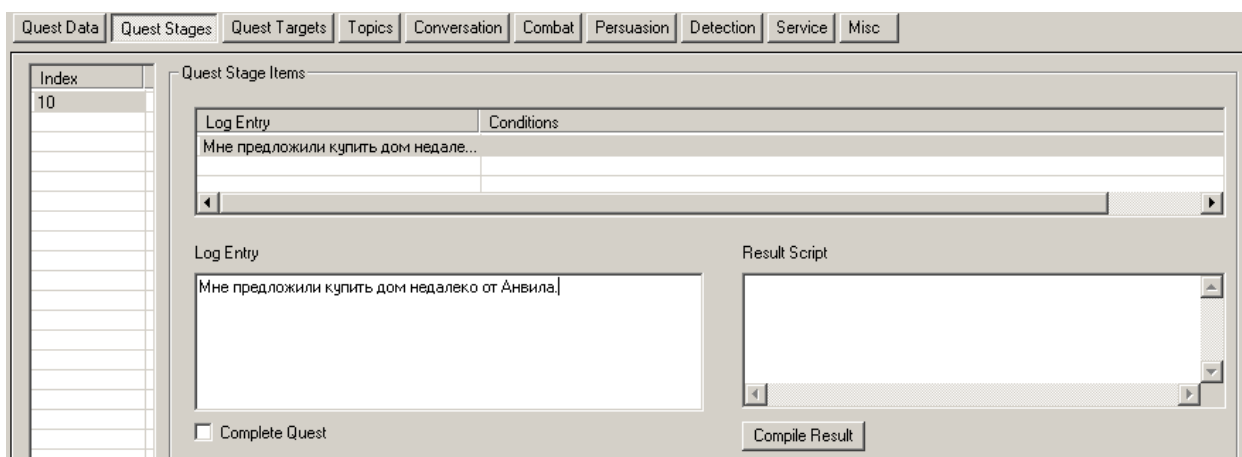 Quest Data Quest Stages Quest Targets Topics Conversation Combat Persuasion Detection Service Misc
Index
10
Quest Stage Items
Log Entry Conditions
Мне предложили купить дом недале...
Log Entry
Мне предложили купить дом недалеко от Анвила.
Complete Quest
Result Script
Compile Result